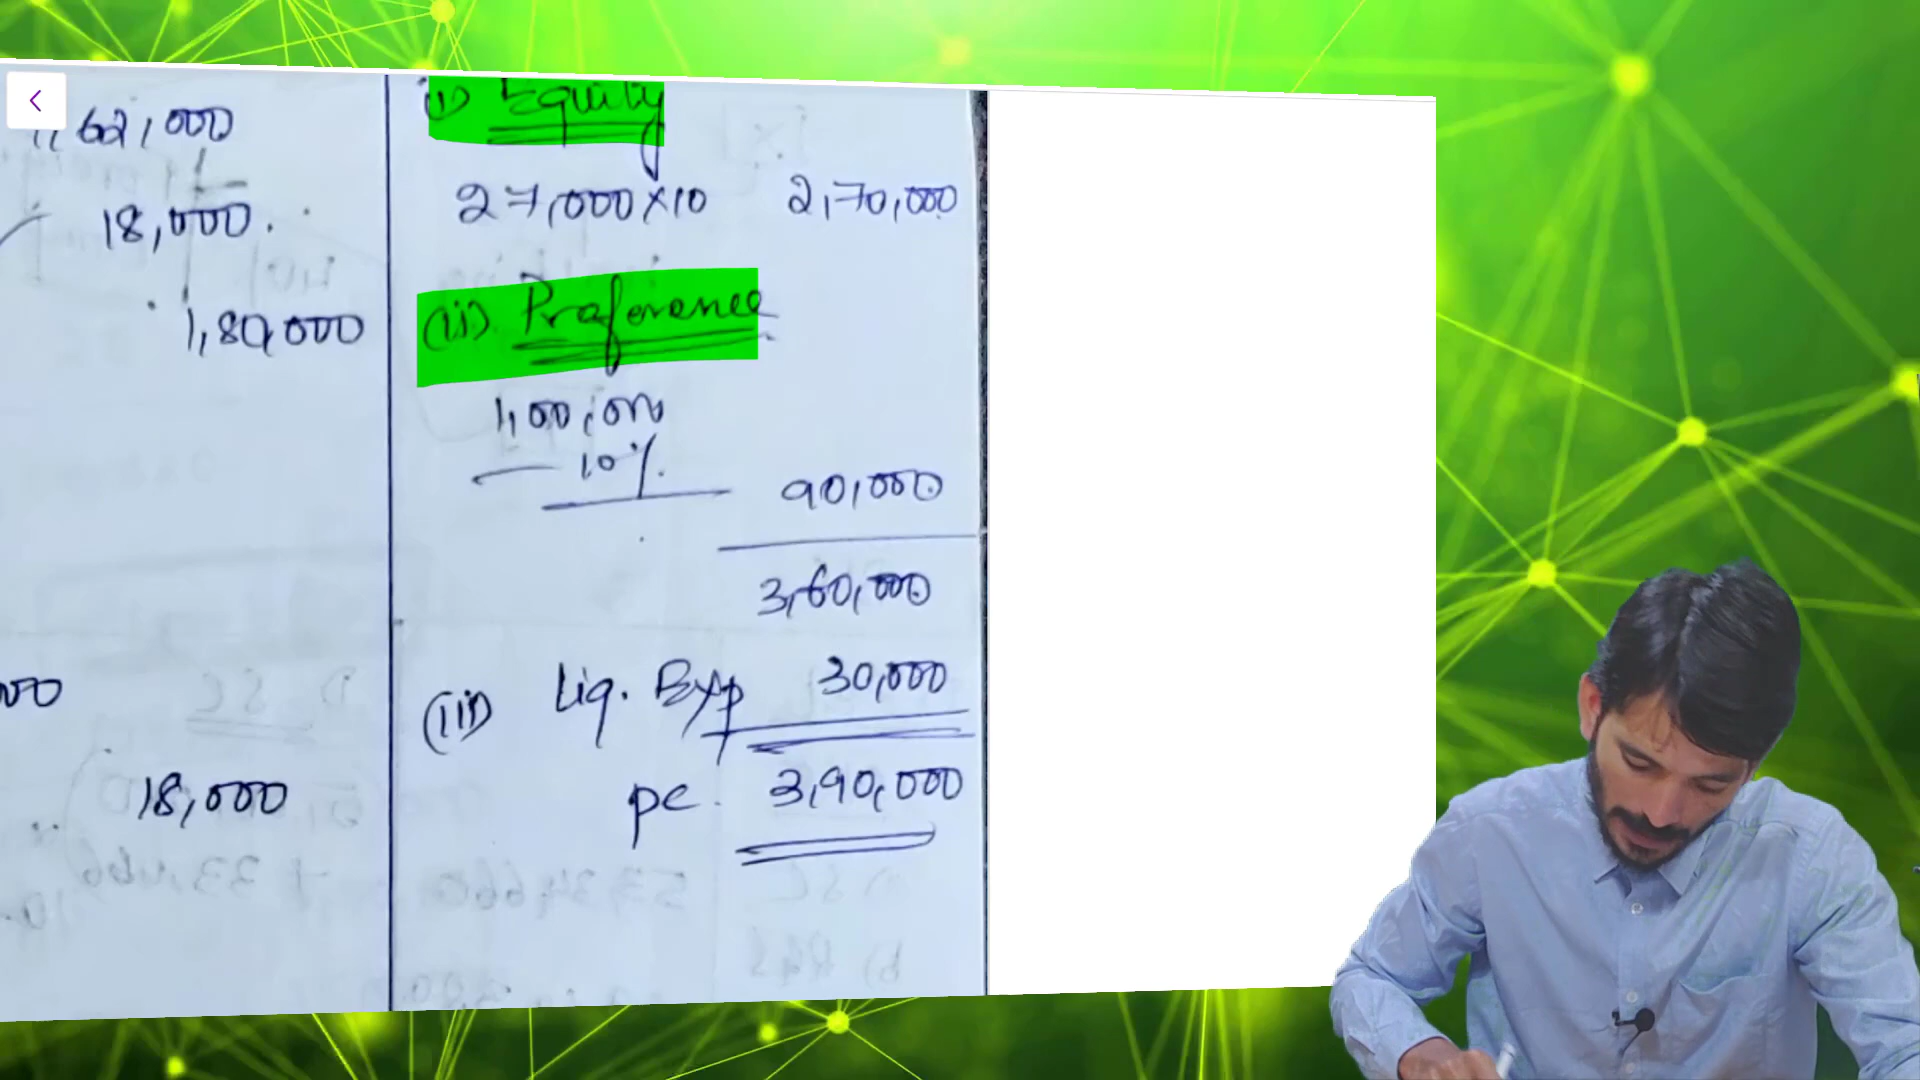 1,62,000
18,000.
1,80,000
000
18,000
(i) Equity
27,000×10 2,70,000
(ii) Preference
1,00,000
— 10%.
90,000
3,60,000
(iii) Liq. Exp 30,000
pc. 3,90,000